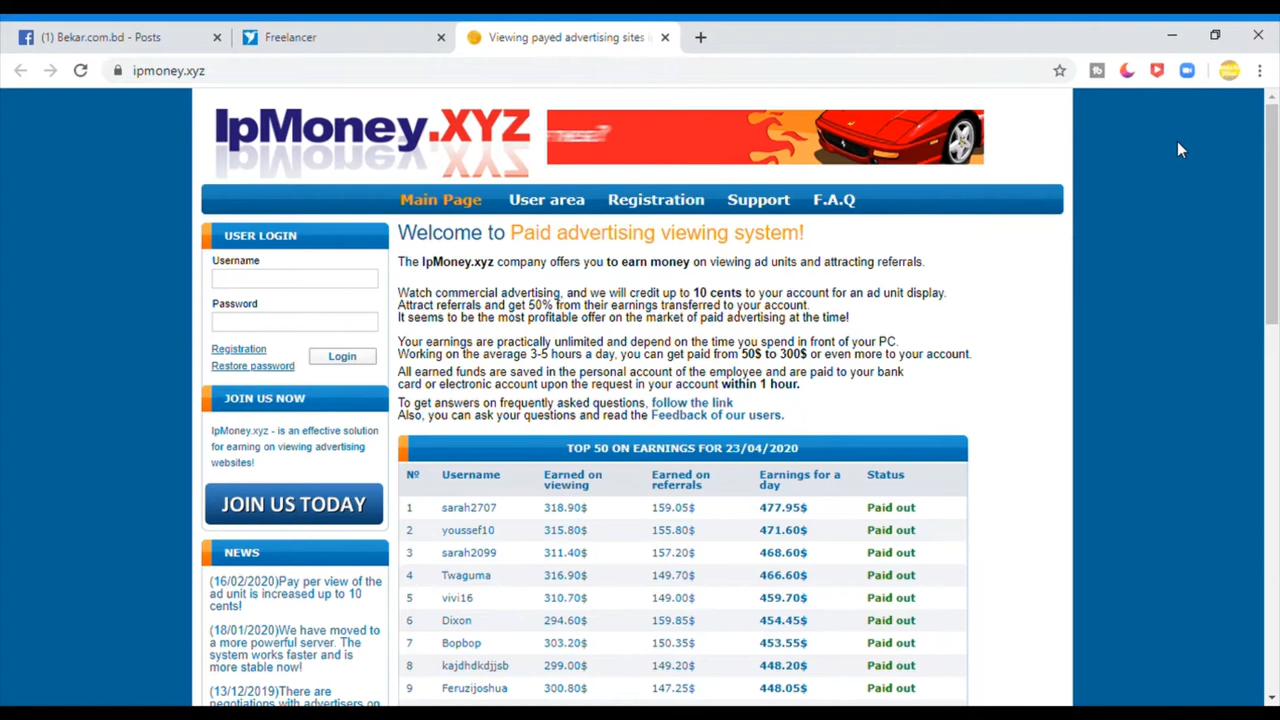 (1) Bekar.com.bd - Posts
Freelancer
Viewing payed advertising sites
ipmoney.xyz
IpMoney.XYZ
Main Page User area Registration Support F.A.Q
USER LOGIN
Username
Password
Registration
Login
Restore password
JOIN US NOW
IpMoney.xyz - is an effective solution
for earning on viewing advertising
websites!
JOIN US TODAY
NEWS
(16/02/2020)Pay per view of the
ad unit is increased up to 10
cents!
(18/01/2020)We have moved to
a more powerful server. The
system works faster and is
more stable now!
(13/12/2019)There are
negotiations with advertisers on
Welcome to Paid advertising viewing system!
The IpMoney.xyz company offers you to earn money on viewing ad units and attracting referrals.
Watch commercial advertising, and we will credit up to 10 cents to your account for an ad unit display.
Attract referrals and get 50% from their earnings transferred to your account.
It seems to be the most profitable offer on the market of paid advertising at the time!
Your earnings are practically unlimited and depend on the time you spend in front of your PC.
Working on the average 3-5 hours a day, you can get paid from 50$ to 300$ or even more to your account.
All earned funds are saved in the personal account of the employee and are paid to your bank
card or electronic account upon the request in your account within 1 hour.
To get answers on frequently asked questions, follow the link
Also, you can ask your questions and read the Feedback of our users.
TOP 50 ON EARNINGS FOR 23/04/2020
№ Username Earned on viewing Earned on referrals Earnings for a day Status
1 sarah2707 318.90$ 159.05$ 477.95$ Paid out
2 youssef10 315.80$ 155.80$ 471.60$ Paid out
3 sarah2099 311.40$ 157.20$ 468.60$ Paid out
4 Twaguma 316.90$ 149.70$ 466.60$ Paid out
5 vivi16 310.70$ 149.00$ 459.70$ Paid out
6 Dixon 294.60$ 159.85$ 454.45$ Paid out
7 Bopbop 303.20$ 150.35$ 453.55$ Paid out
8 kajdhdkdjjsb 299.00$ 149.20$ 448.20$ Paid out
9 Feruzijoshua 300.80$ 147.25$ 448.05$ Paid out